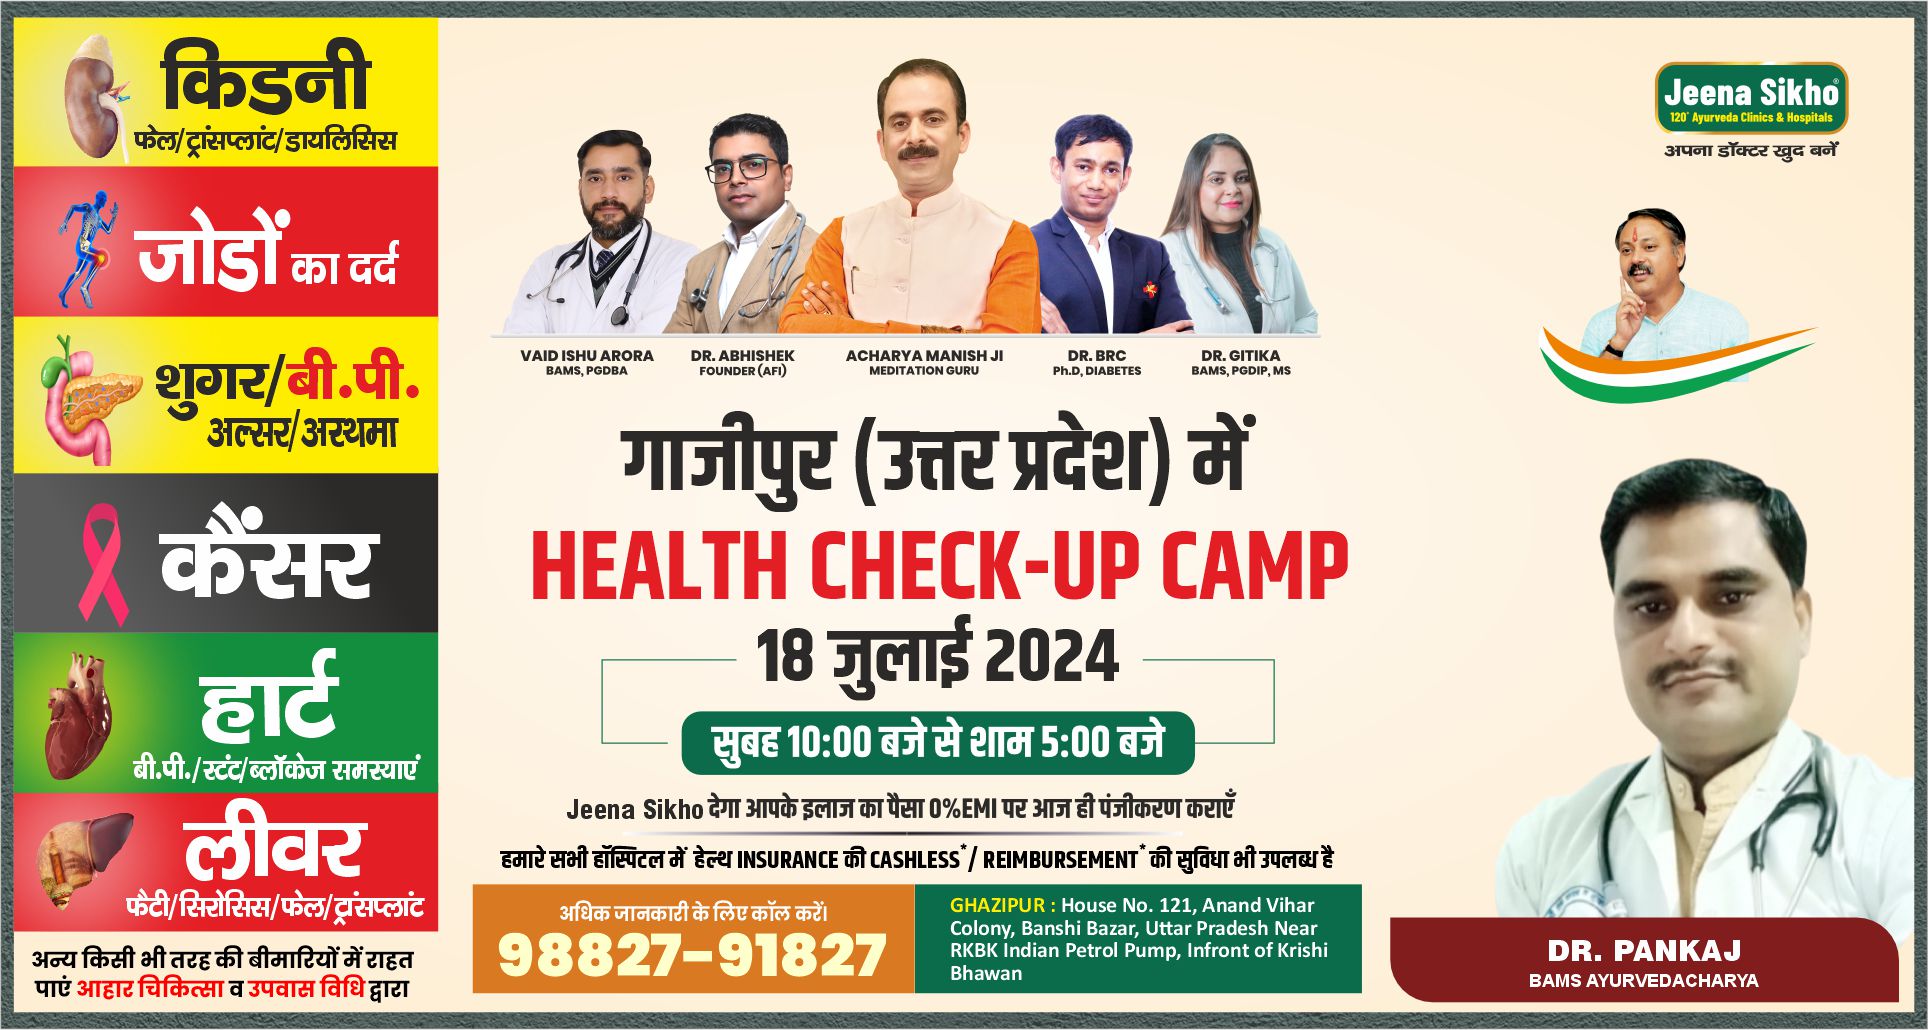 किडनी
फेल/ट्रांसप्लांट/डायलिसिस
जोडों का दर्द
शुगर/बी.पी.
अल्सर/अस्थमा
कैंसर
हार्ट
बी.पी./स्टंट/ब्लॉकेज समस्याएं
लीवर
फैटी/सिरोसिस/फेल/ट्रांसप्लांट
अन्य किसी भी तरह की बीमारियों में राहत
पाएं आहार चिकित्सा व उपवास विधि द्वारा
VAID ISHU ARORA
BAMS, PGDBA
DR. ABHISHEK
FOUNDER (AFI)
ACHARYA MANISH JI
MEDITATION GURU
DR. BRC
Ph.D, DIABETES
DR. GITIKA
BAMS, PGDIP, MS
गाजीपुर (उत्तर प्रदेश) में
HEALTH CHECK-UP CAMP
18 जुलाई 2024
सुबह 10:00 बजे से शाम 5:00 बजे
Jeena Sikho देगा आपके इलाज का पैसा 0%EMI पर आज ही पंजीकरण कराएँ
हमारे सभी हॉस्पिटल में हेल्थ INSURANCE की CASHLESS*/ REIMBURSEMENT* की सुविधा भी उपलब्ध है
अधिक जानकारी के लिए कॉल करें।
98827-91827
GHAZIPUR : House No. 121, Anand Vihar
Colony, Banshi Bazar, Uttar Pradesh Near
RKBK Indian Petrol Pump, Infront of Krishi
Bhawan
Jeena Sikho®
120+ Ayurveda Clinics & Hospitals
अपना डॉक्टर खुद बनें
DR. PANKAJ
BAMS AYURVEDACHARYA